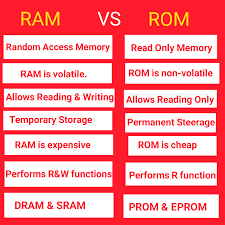 RAM VS ROM
Random Access Memory
Read Only Memory
RAM is volatile.
ROM is non-volatile
Allows Reading & Writing
Allows Reading Only
Temporary Storage
Permanent Steerage
RAM is expensive
ROM is cheap
Performs R&W functions
Performs R function
DRAM & SRAM
PROM & EPROM